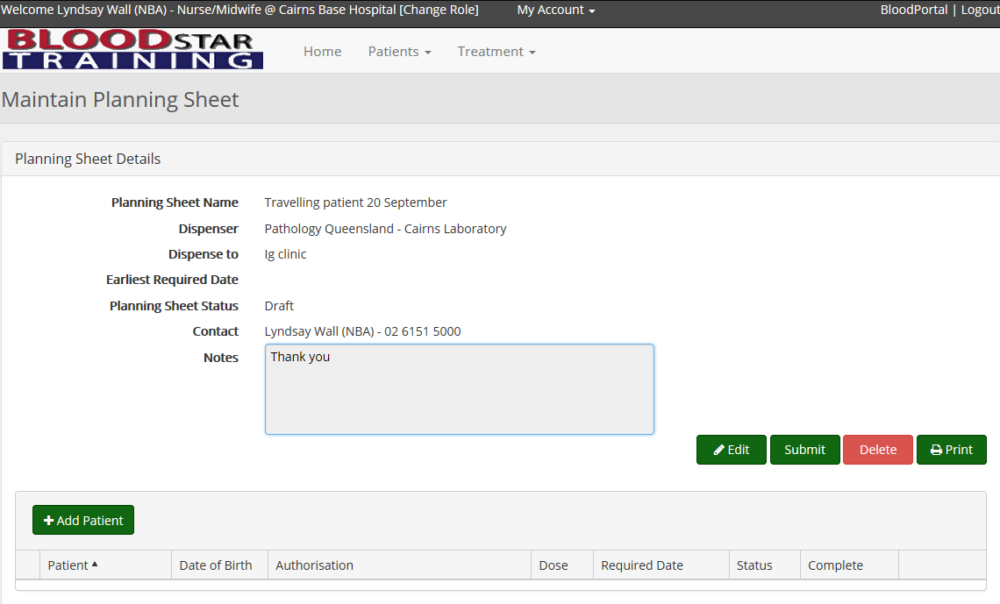 Welcome Lyndsay Wall (NBA) - Nurse/Midwife @ Cairns Base Hospital [Change Role] My Account BloodPortal | Logout
BLOODSTAR
TRAINING
Home Patients Treatment
Maintain Planning Sheet
Planning Sheet Details
Planning Sheet Name Travelling patient 20 September
Dispenser Pathology Queensland - Cairns Laboratory
Dispense to Ig clinic
Earliest Required Date
Planning Sheet Status Draft
Contact Lyndsay Wall (NBA) - 02 6151 5000
Notes Thank you
Edit Submit Delete Print
Add Patient
Patient Date of Birth Authorisation Dose Required Date Status Complete